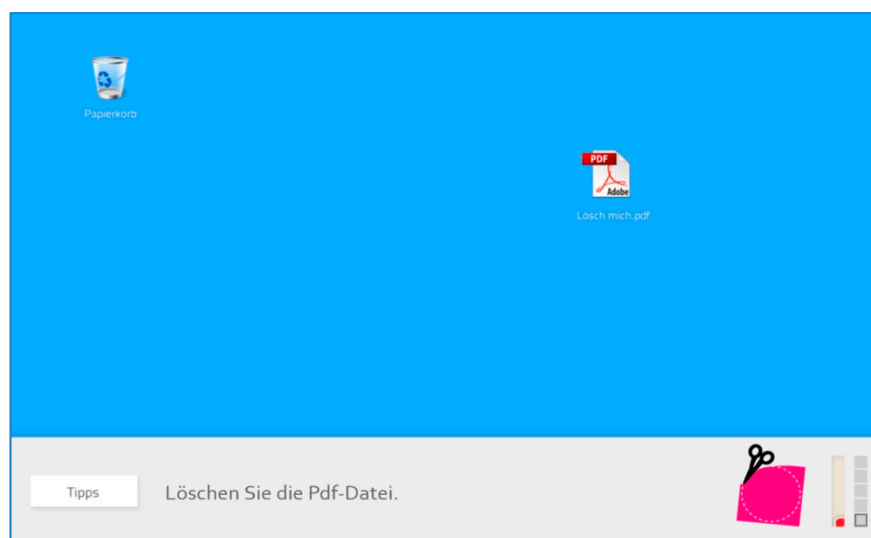 Papierkorb
PDF
Adobe
Lösch mich.pdf
Tipps
Löschen Sie die Pdf-Datei.